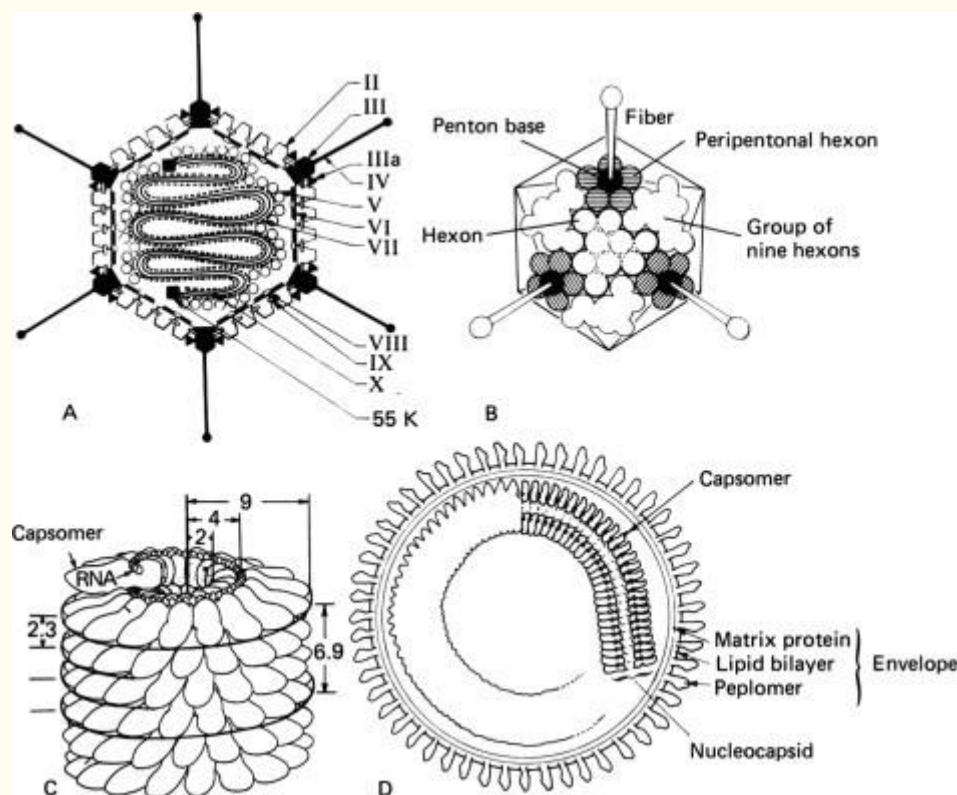 II
III
IIIa
IV
V
VI
VII
VIII
IX
X
55 K
A
Fiber
Penton base
Peripentonal hexon
Hexon
Group of
nine hexons
B
9
4
2
Capsomer
RNA
2.3
6.9
C
Capsomer
Matrix protein
Lipid bilayer
Envelope
Peplomer
Nucleocapsid
D